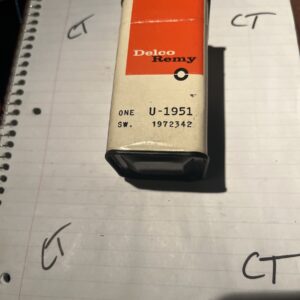 CT CT
Delco
Remy
ONE U-1951
SW. 1972342
CT CT